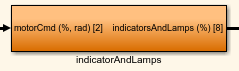 motorCmd (%, rad) [2] indicatorsAndLamps (%) [8]
indicatorAndLamps